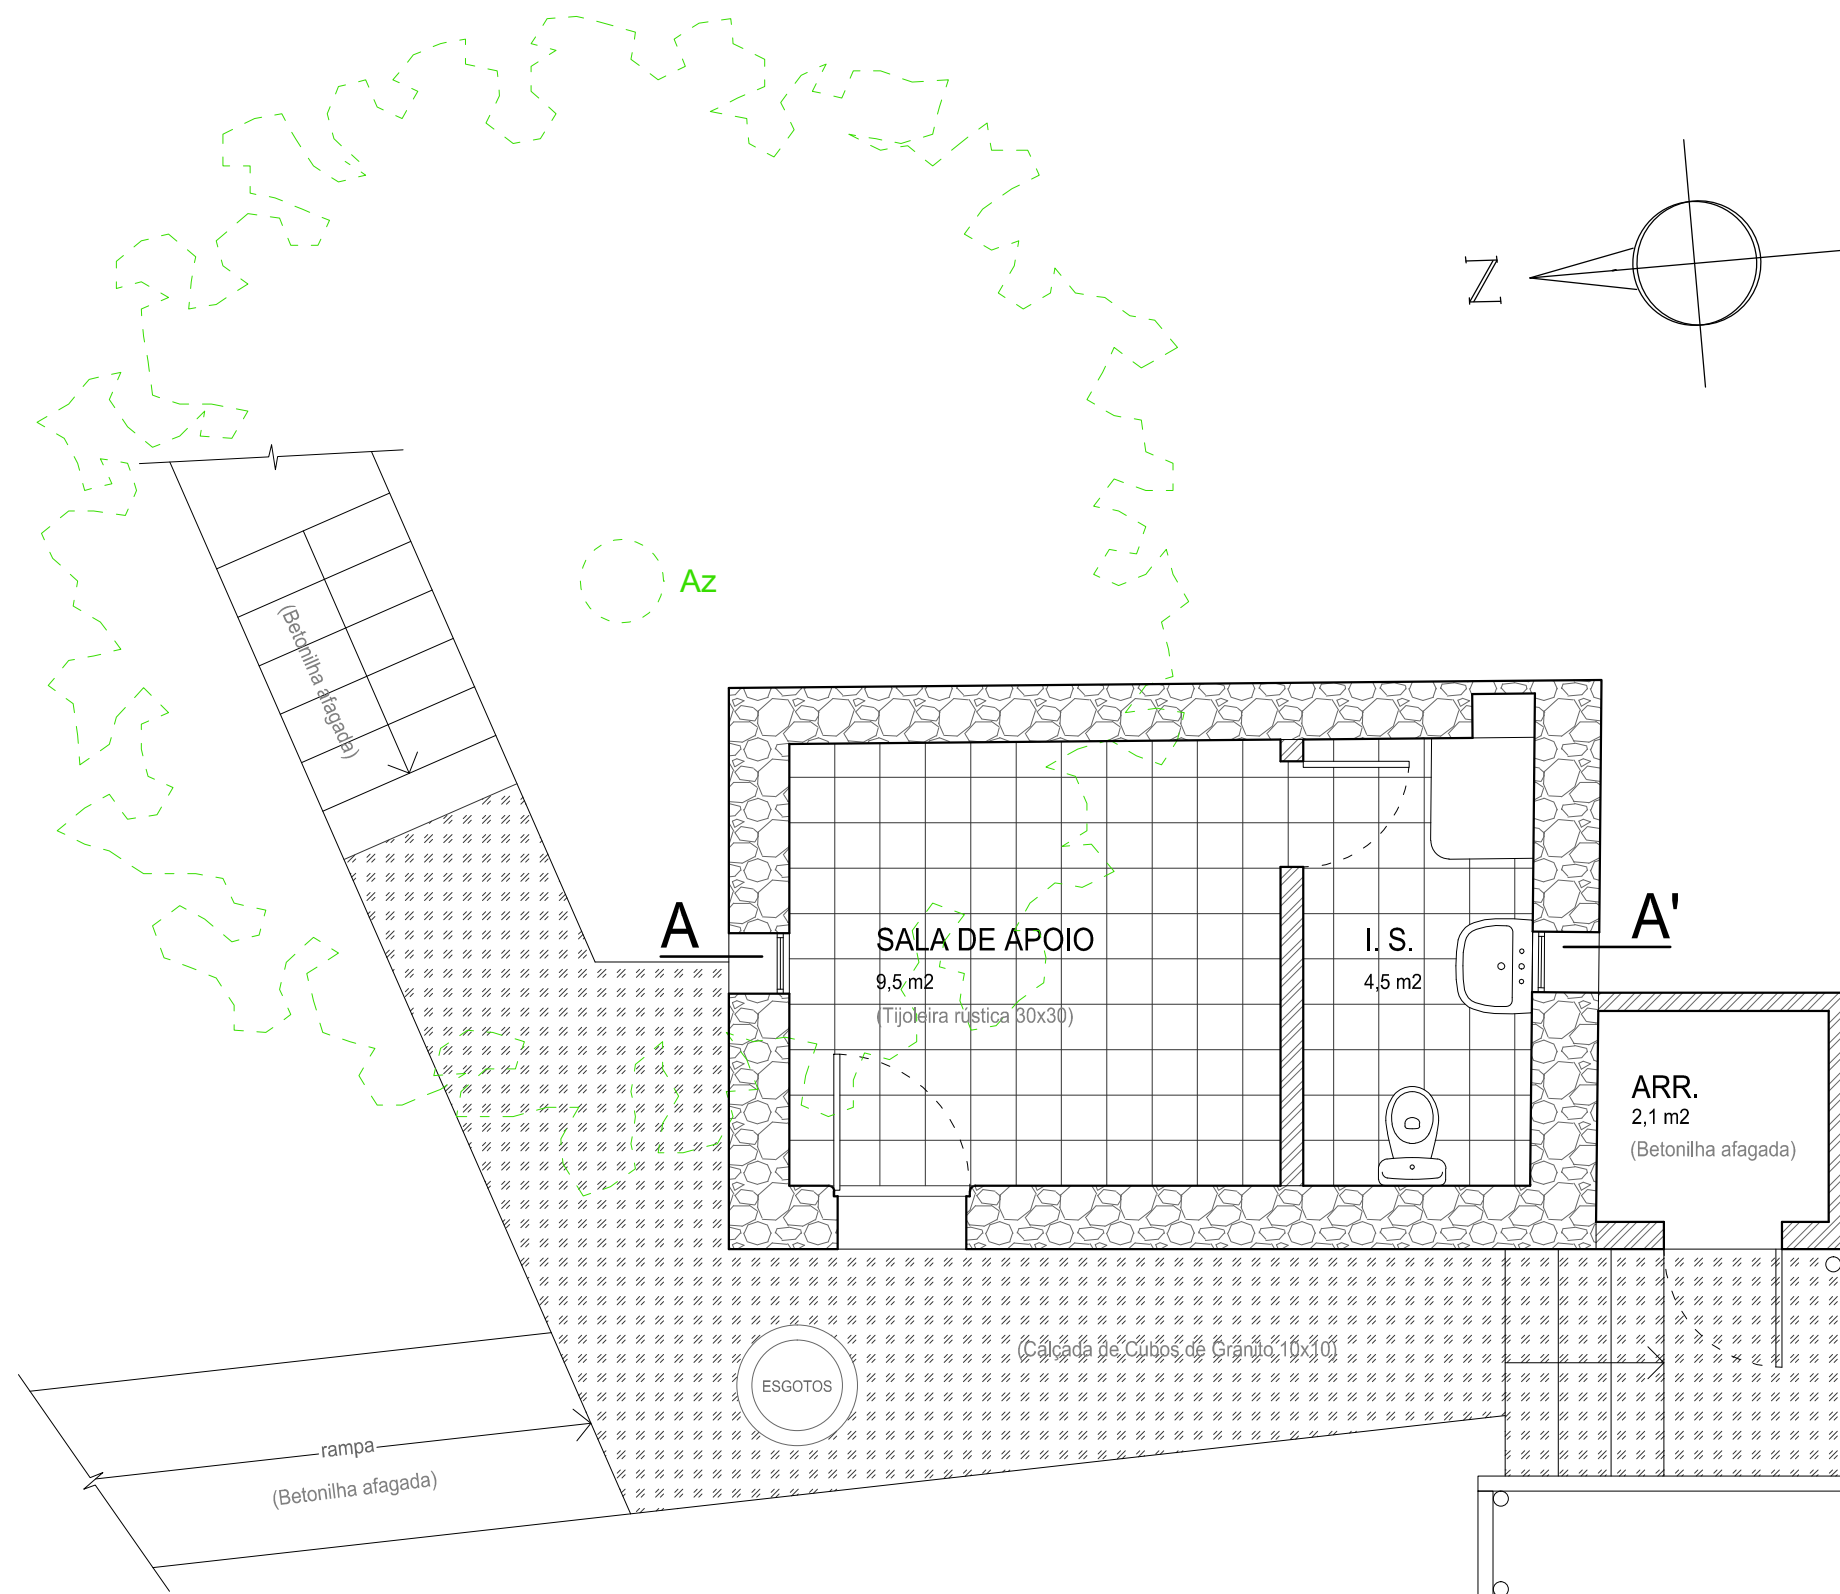 N
Az
(Betonilha afagada)
A
A'
SALA DE APOIO
9,5 m2
(Tijoleira rústica 30x30)
I. S.
4,5 m2
ARR.
2,1 m2
(Betonilha afagada)
(Calçada de Cubos de Granito 10x10)
ESGOTOS
rampa
(Betonilha afagada)